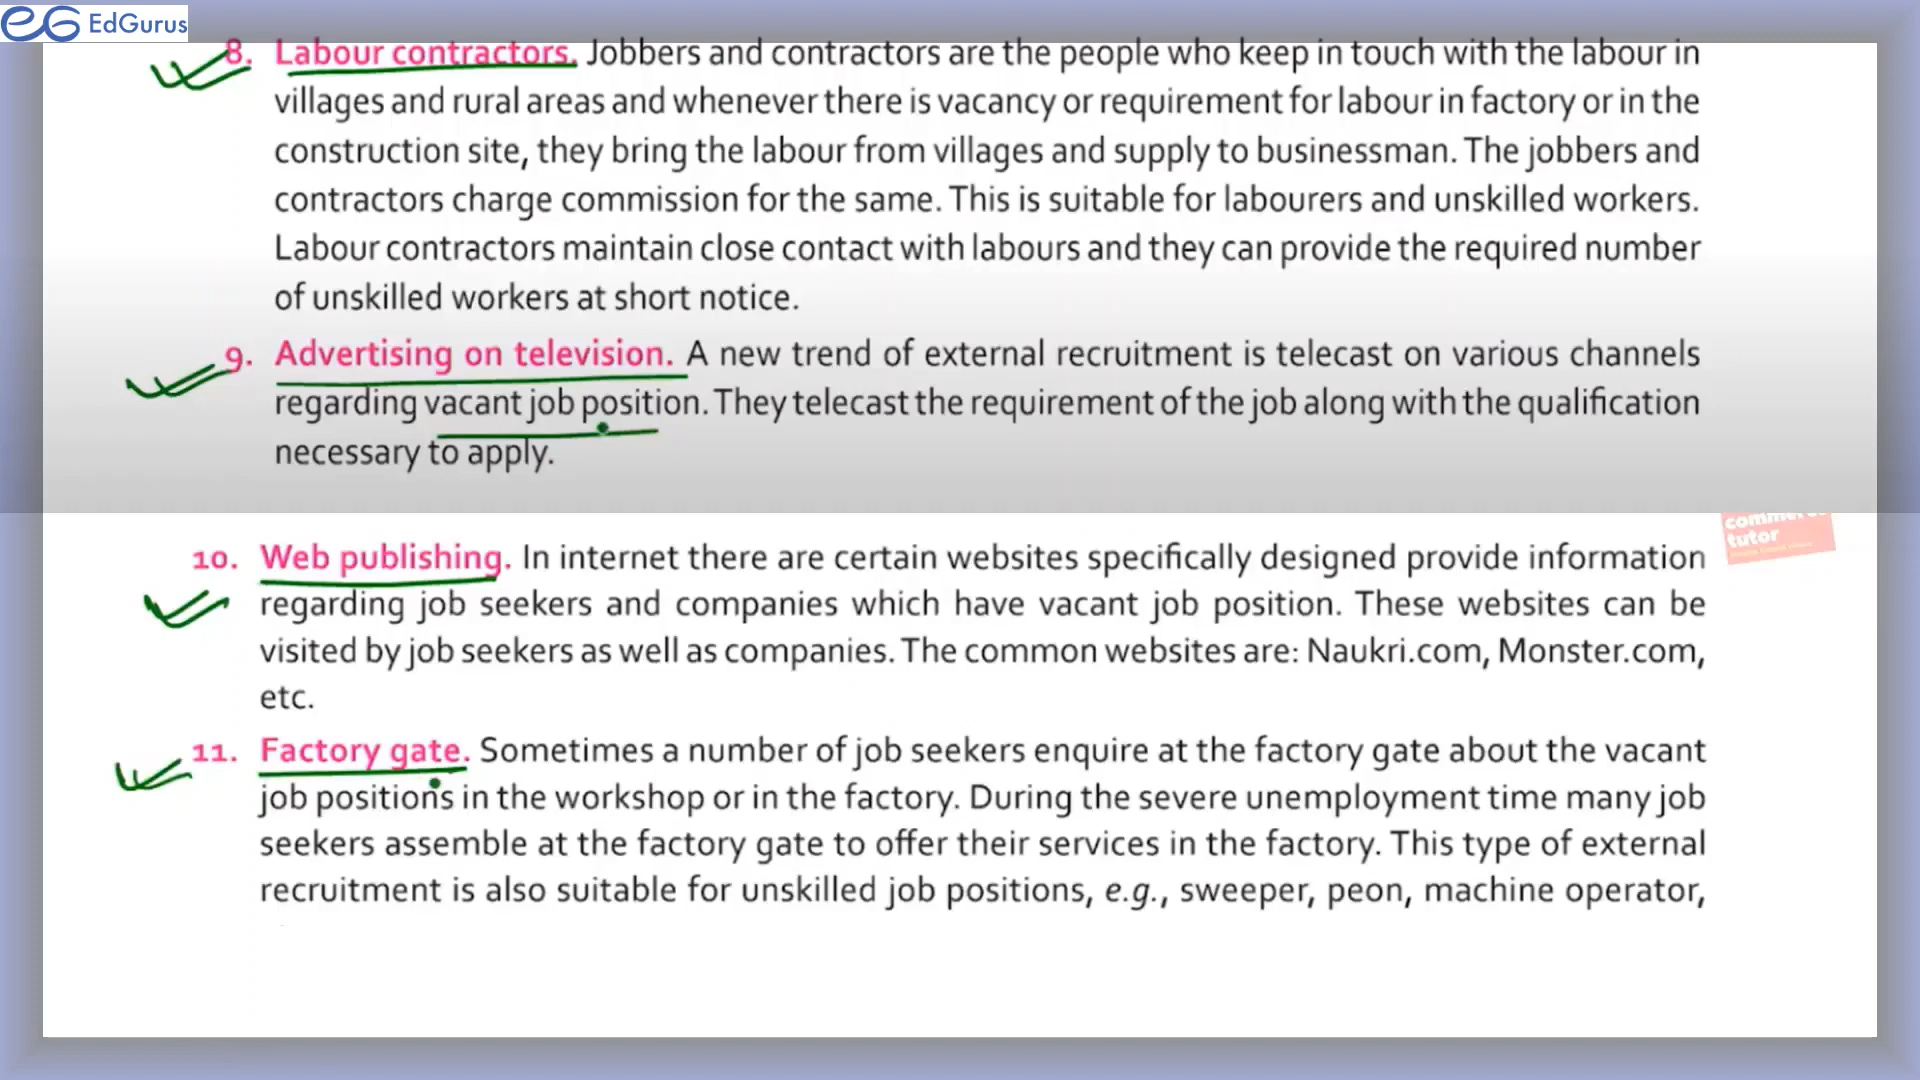 EdGurus
8. Labour contractors. Jobbers and contractors are the people who keep in touch with the labour in
villages and rural areas and whenever there is vacancy or requirement for labour in factory or in the
construction site, they bring the labour from villages and supply to businessman. The jobbers and
contractors charge commission for the same. This is suitable for labourers and unskilled workers.
Labour contractors maintain close contact with labours and they can provide the required number
of unskilled workers at short notice.
9. Advertising on television. A new trend of external recruitment is telecast on various channels
regarding vacant job position. They telecast the requirement of the job along with the qualification
necessary to apply.
tutor
10. Web publishing. In internet there are certain websites specifically designed provide information
regarding job seekers and companies which have vacant job position. These websites can be
visited by job seekers as well as companies. The common websites are: Naukri.com, Monster.com,
etc.
11. Factory gate. Sometimes a number of job seekers enquire at the factory gate about the vacant
job positions in the workshop or in the factory. During the severe unemployment time many job
seekers assemble at the factory gate to offer their services in the factory. This type of external
recruitment is also suitable for unskilled job positions, e.g., sweeper, peon, machine operator,